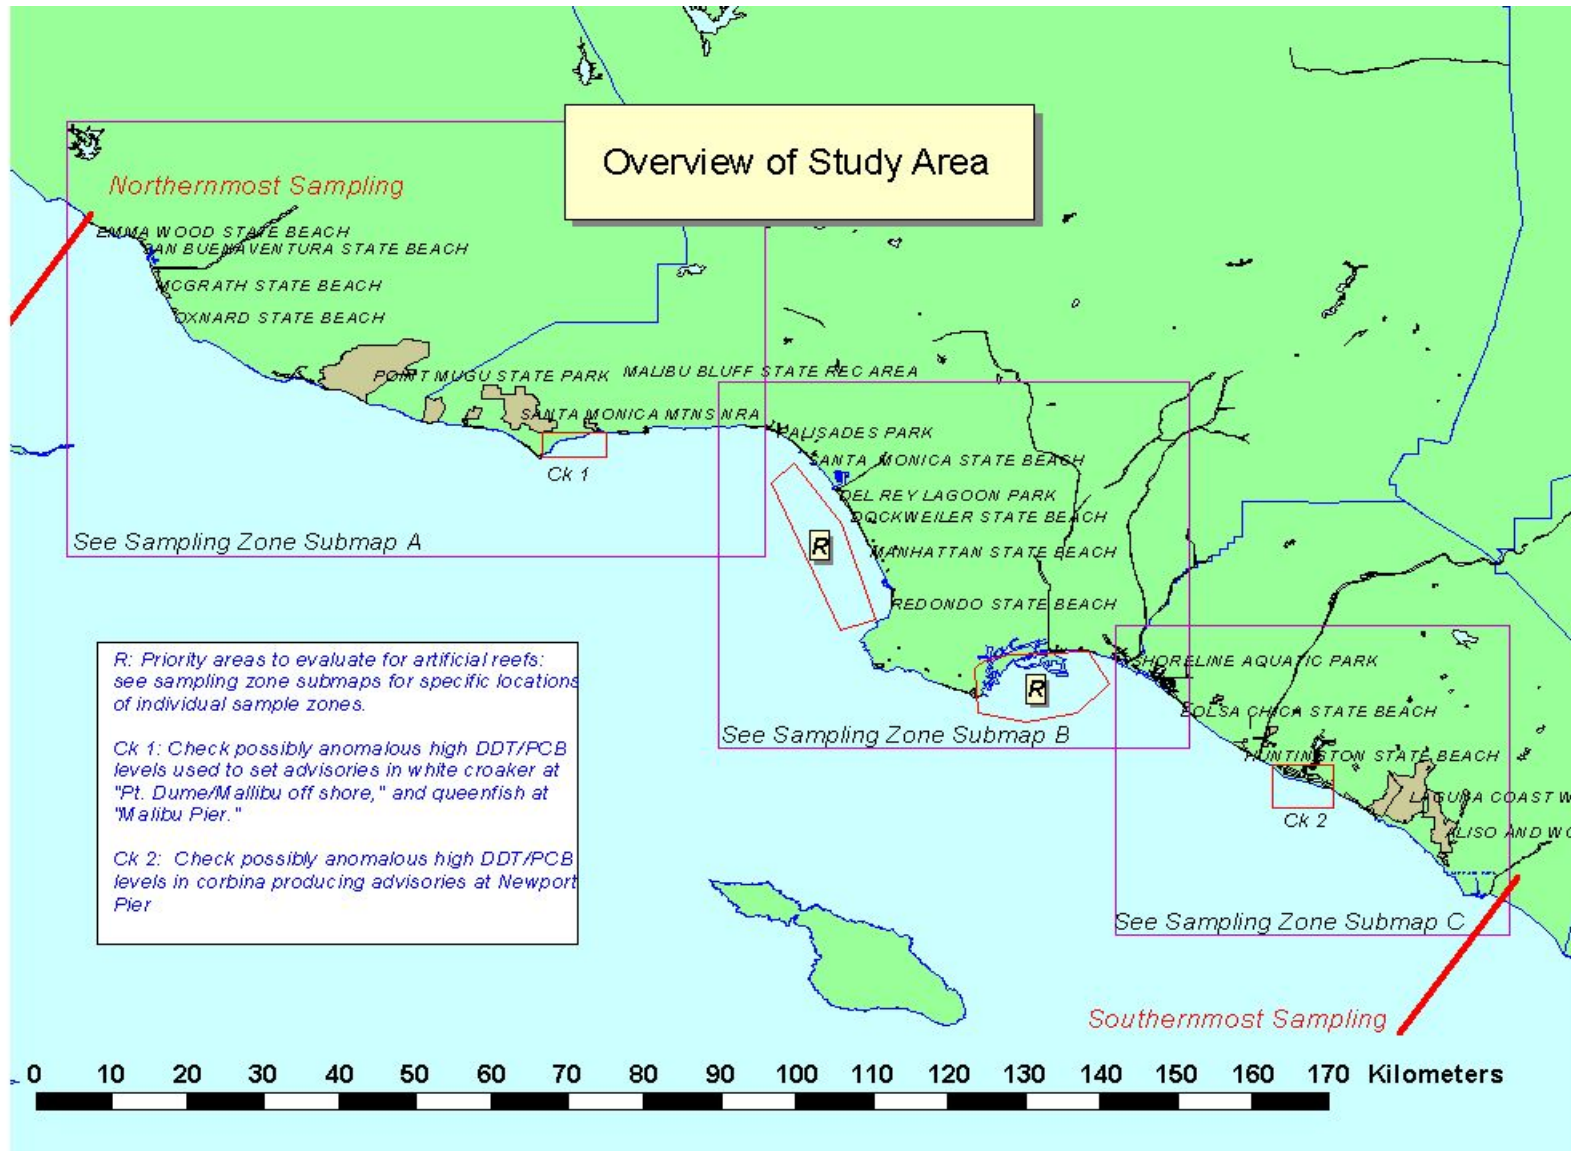 Overview of Study Area
Northernmost Sampling
EMMA WOOD STATE BEACH
SAN BUENAVENTURA STATE BEACH
MCGRATH STATE BEACH
OXNARD STATE BEACH
POINT MUGU STATE PARK
MALIBU BLUFF STATE REC AREA
SANTA MONICA MTNS NRA
PALISADES PARK
Ck 1
SANTA MONICA STATE BEACH
DEL REY LAGOON PARK
DOCKWEILER STATE BEACH
See Sampling Zone Submap A
R
MANHATTAN STATE BEACH
REDONDO STATE BEACH
R: Priority areas to evaluate for artificial reefs:
see sampling zone submaps for specific locations
of individual sample zones.
Ck 1: Check possibly anomalous high DDT/PCB
levels used to set advisories in white croaker at
"Pt. Dume/Mallibu off shore," and queenfish at
"Malibu Pier."
Ck 2: Check possibly anomalous high DDT/PCB
levels in corbina producing advisories at Newport
Pier
SHORELINE AQUATIC PARK
R
BOLSA CHICA STATE BEACH
See Sampling Zone Submap B
HUNTINGTON STATE BEACH
LAGUNA COAST W
Ck 2
ALISO AND WO
See Sampling Zone Submap C
Southernmost Sampling
0 10 20 30 40 50 60 70 80 90 100 110 120 130 140 150 160 170 Kilometers